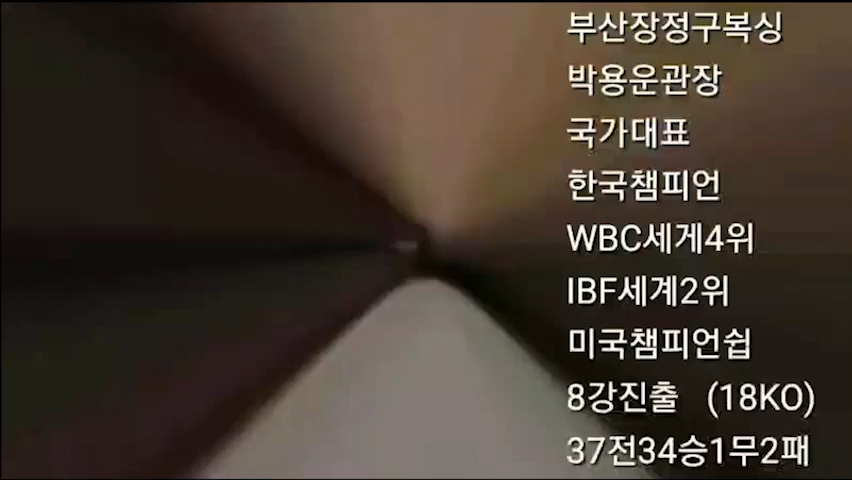 부산장정구복싱
박용운관장
국가대표
한국챔피언
WBC세게4위
IBF세계2위
미국챔피언쉽
8강진출 (18KO)
37전34승1무2패